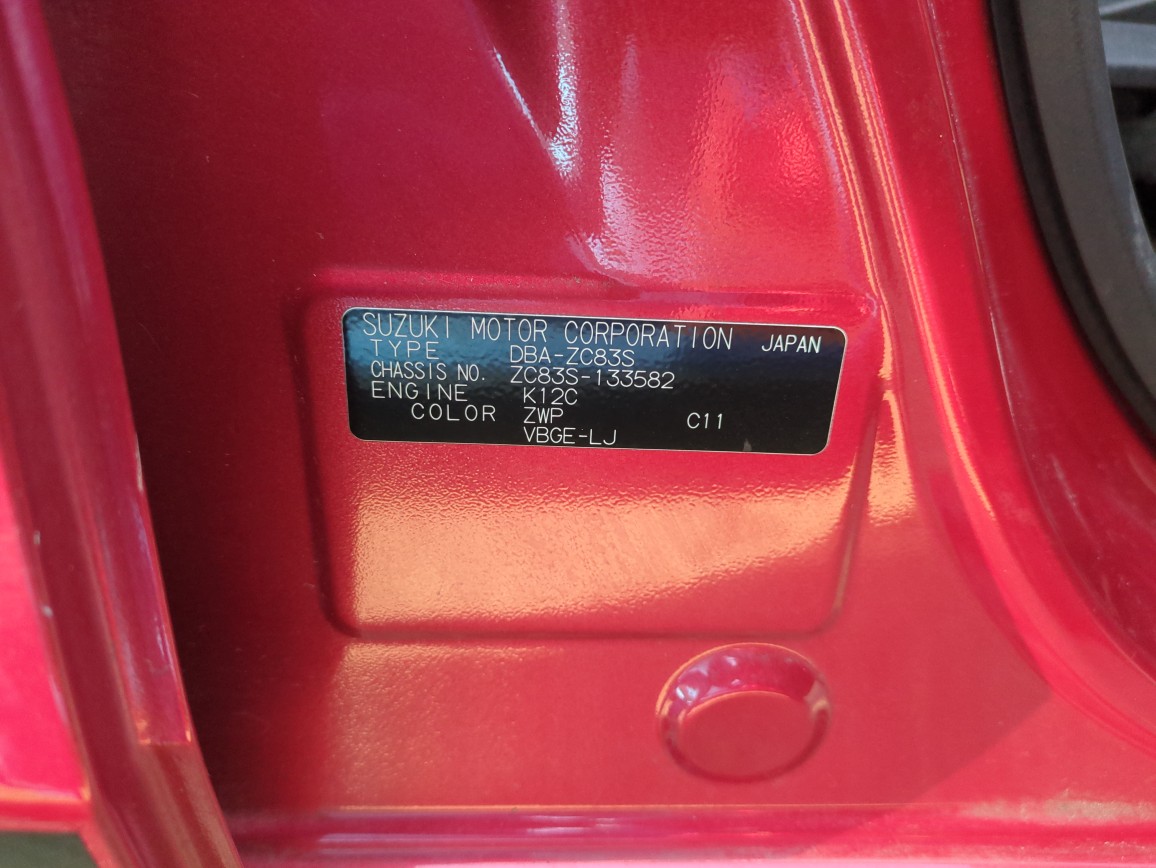 SUZUKI MOTOR CORPORATION JAPAN
TYPE DBA-ZC83S
CHASSIS NO. ZC83S-133582
ENGINE K12C
COLOR ZWP C11
VBGE-LJ